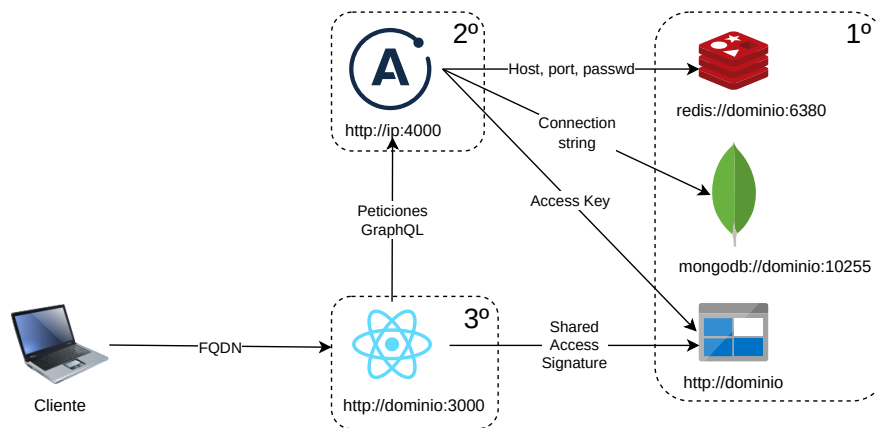 2º
1º
A
Host, port, passwd
redis://dominio:6380
http://ip:4000
Connection
string
Peticiones
GraphQL
Access Key
mongodb://dominio:10255
3º
FQDN
Shared
Access
Signature
Cliente
http://dominio:3000
http://dominio